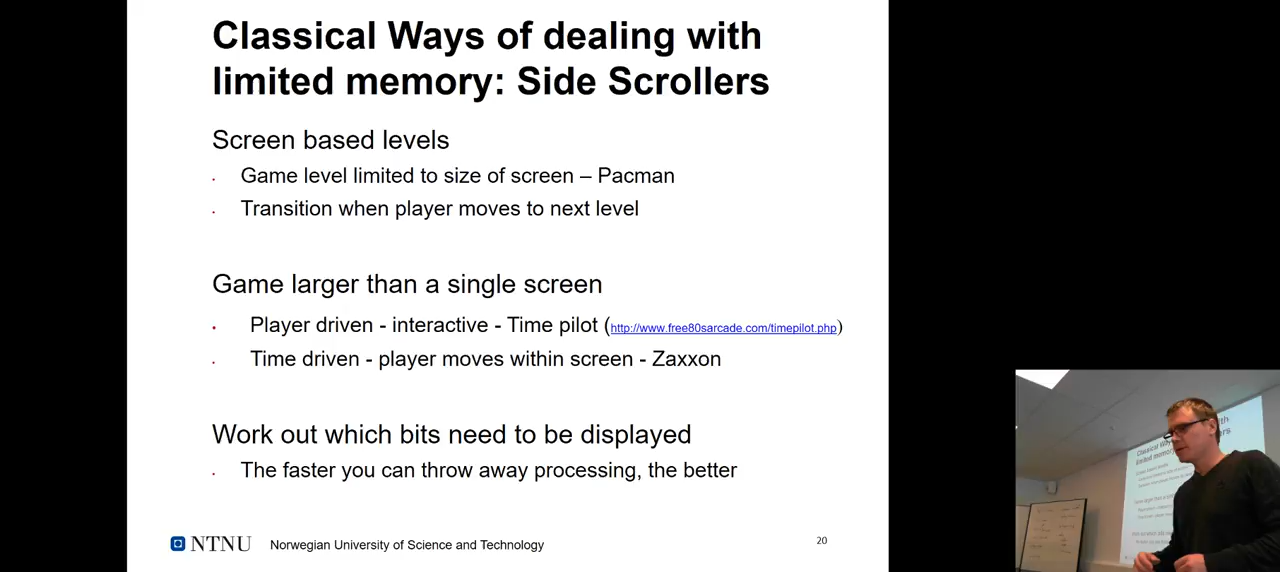 Classical Ways of dealing with
limited memory: Side Scrollers
Screen based levels
Game level limited to size of screen – Pacman
Transition when player moves to next level
Game larger than a single screen
Player driven - interactive - Time pilot (http://www.free80sarcade.com/timepilot.php)
Time driven - player moves within screen - Zaxxon
Work out which bits need to be displayed
The faster you can throw away processing, the better
NTNU Norwegian University of Science and Technology
20